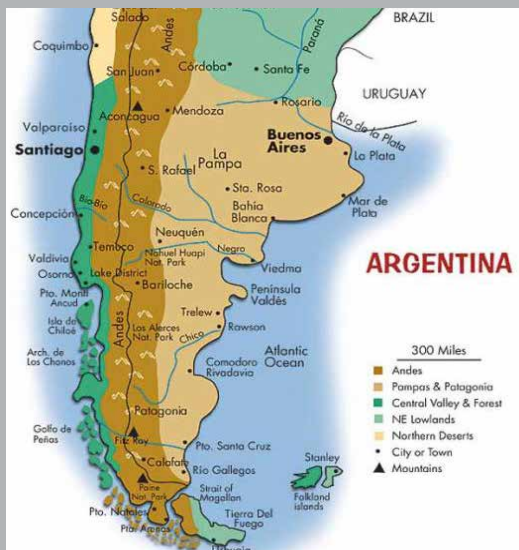 Salado
BRAZIL
Coquimbo
Andes
Paraná
San Juan
Córdoba
Santa Fe
URUGUAY
Aconcagua
Mendoza
Rosario
Río de la Plata
Valparaíso
Santiago
Buenos
Aires
La Plata
La
Pampa
S. Rafael
Sta. Rosa
Bío-Bío
Colorado
Bahía
Blanca
Mar de
Plata
Concepción
Neuquén
Temuco
Nahuel Huapi
Nat. Park
Negro
Viedma
Valdivia
Osorno
Lake District
Bariloche
ARGENTINA
Península
Valdés
Pto. Montt
Ancud
Isla de
Chiloé
Andes
Trelew
Rawson
Los Alerces
Nat. Park
Chico
Arch. de
Los Chonos
Atlantic
Ocean
Comodoro
Rivadavia
300 Miles
Andes
Pampas & Patagonia
Central Valley & Forest
NE Lowlands
Northern Deserts
City or Town
Mountains
Patagonia
Golfo de
Peñas
Fitz Roy
Pto. Santa Cruz
Calafate
Río Gallegos
Stanley
Falkland
islands
Paine
Nat. Park
Strait of
Magellan
Pto. Natales
Pta. Arenas
Tierra Del
Fuego